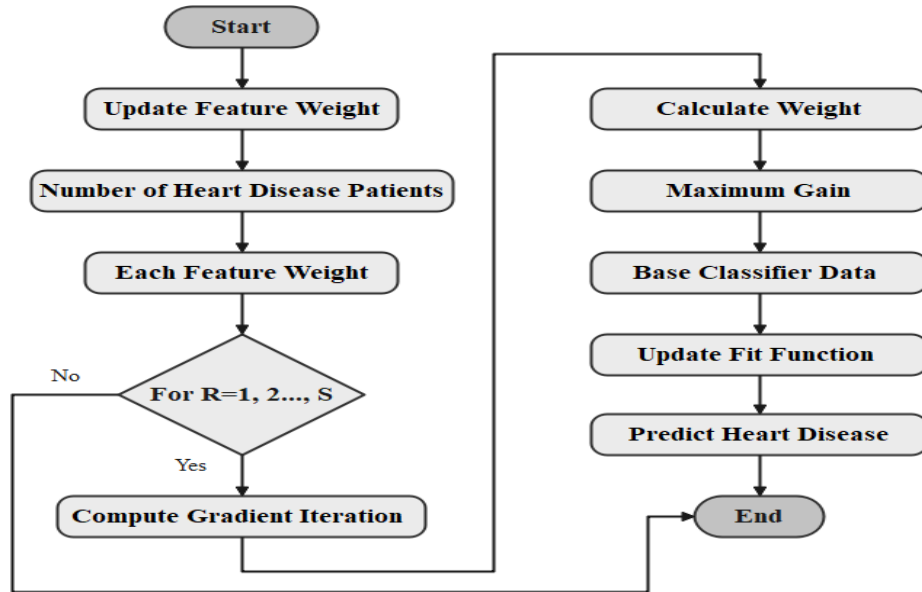 Start
Update Feature Weight
Number of Heart Disease Patients
Each Feature Weight
For R=1, 2..., S
No
Yes
Compute Gradient Iteration
Calculate Weight
Maximum Gain
Base Classifier Data
Update Fit Function
Predict Heart Disease
End